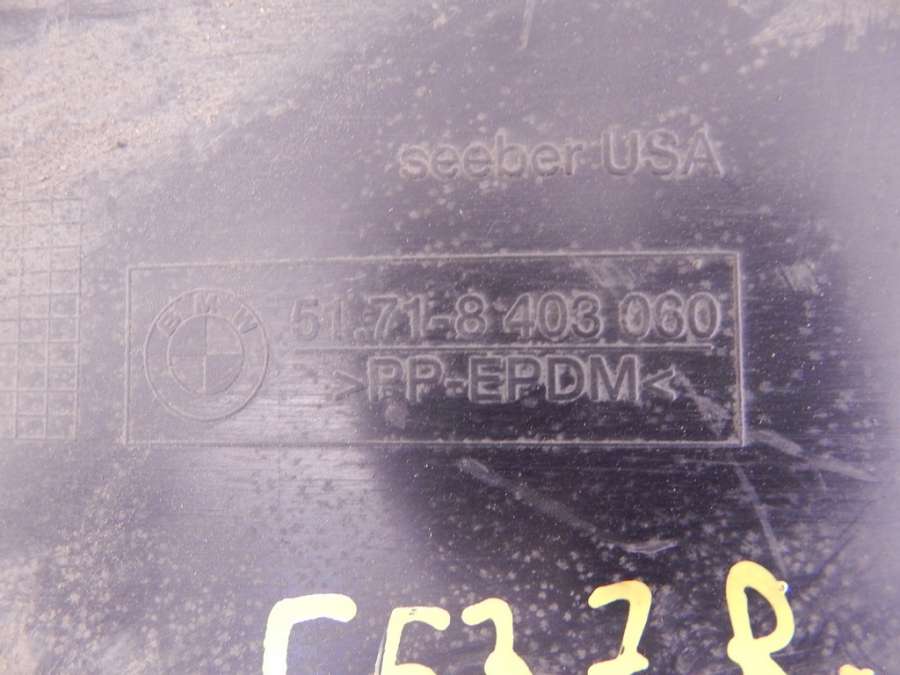 seeber USA
BMW
51.71-8 403 060
>PP-EPDM<